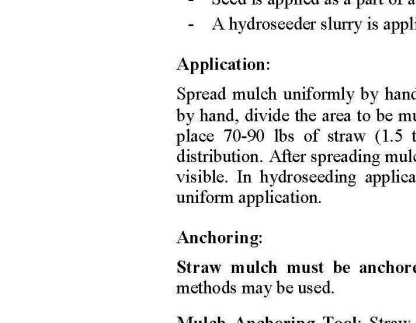 - Seed is applied as a part of a
- A hydroseeder slurry is appli
Application:
Spread mulch uniformly by hand
by hand, divide the area to be mu
place 70-90 lbs of straw (1.5 t
distribution. After spreading mulc
visible. In hydroseeding applica
uniform application.
Anchoring:
Straw mulch must be anchore
methods may be used.
Mulch Anchoring Tool: Straw